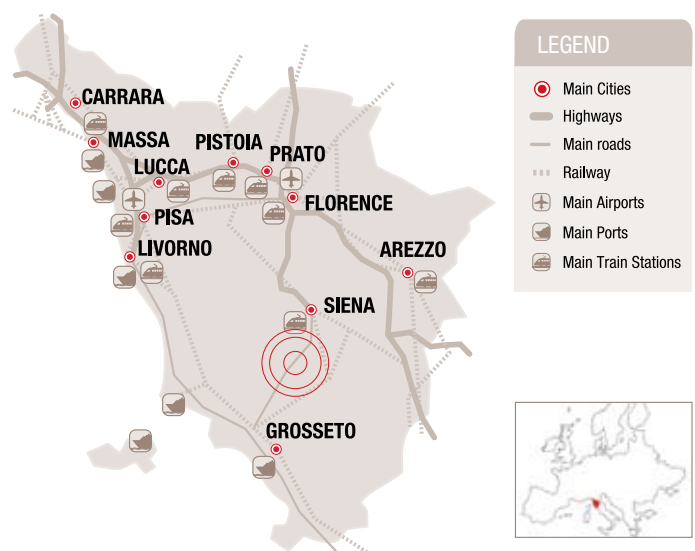 CARRARA
MASSA
PISTOIA
PRATO
LUCCA
FLORENCE
PISA
LIVORNO
AREZZO
SIENA
GROSSETO
LEGEND
Main Cities
Highways
Main roads
Railway
Main Airports
Main Ports
Main Train Stations